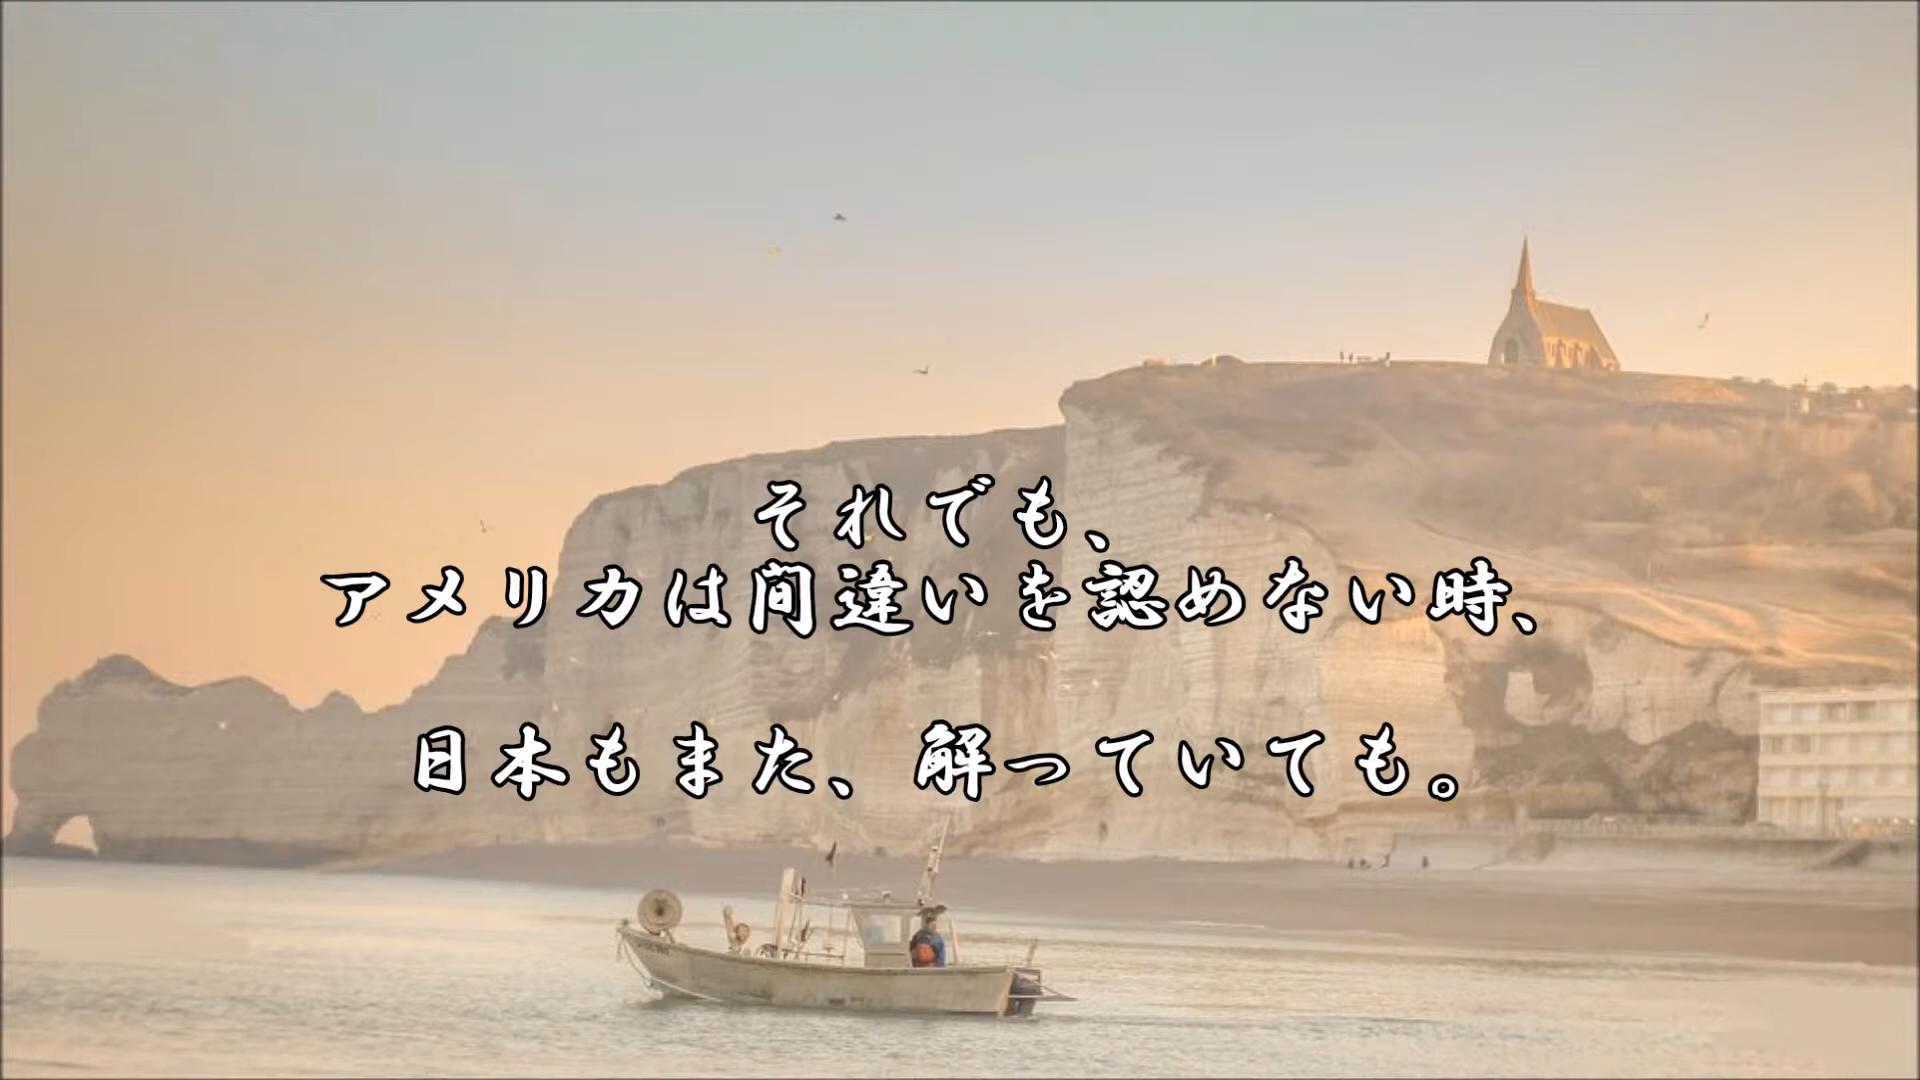 それでも、
アメリカは間違いを認めない時、
日本もまた、解っていても。